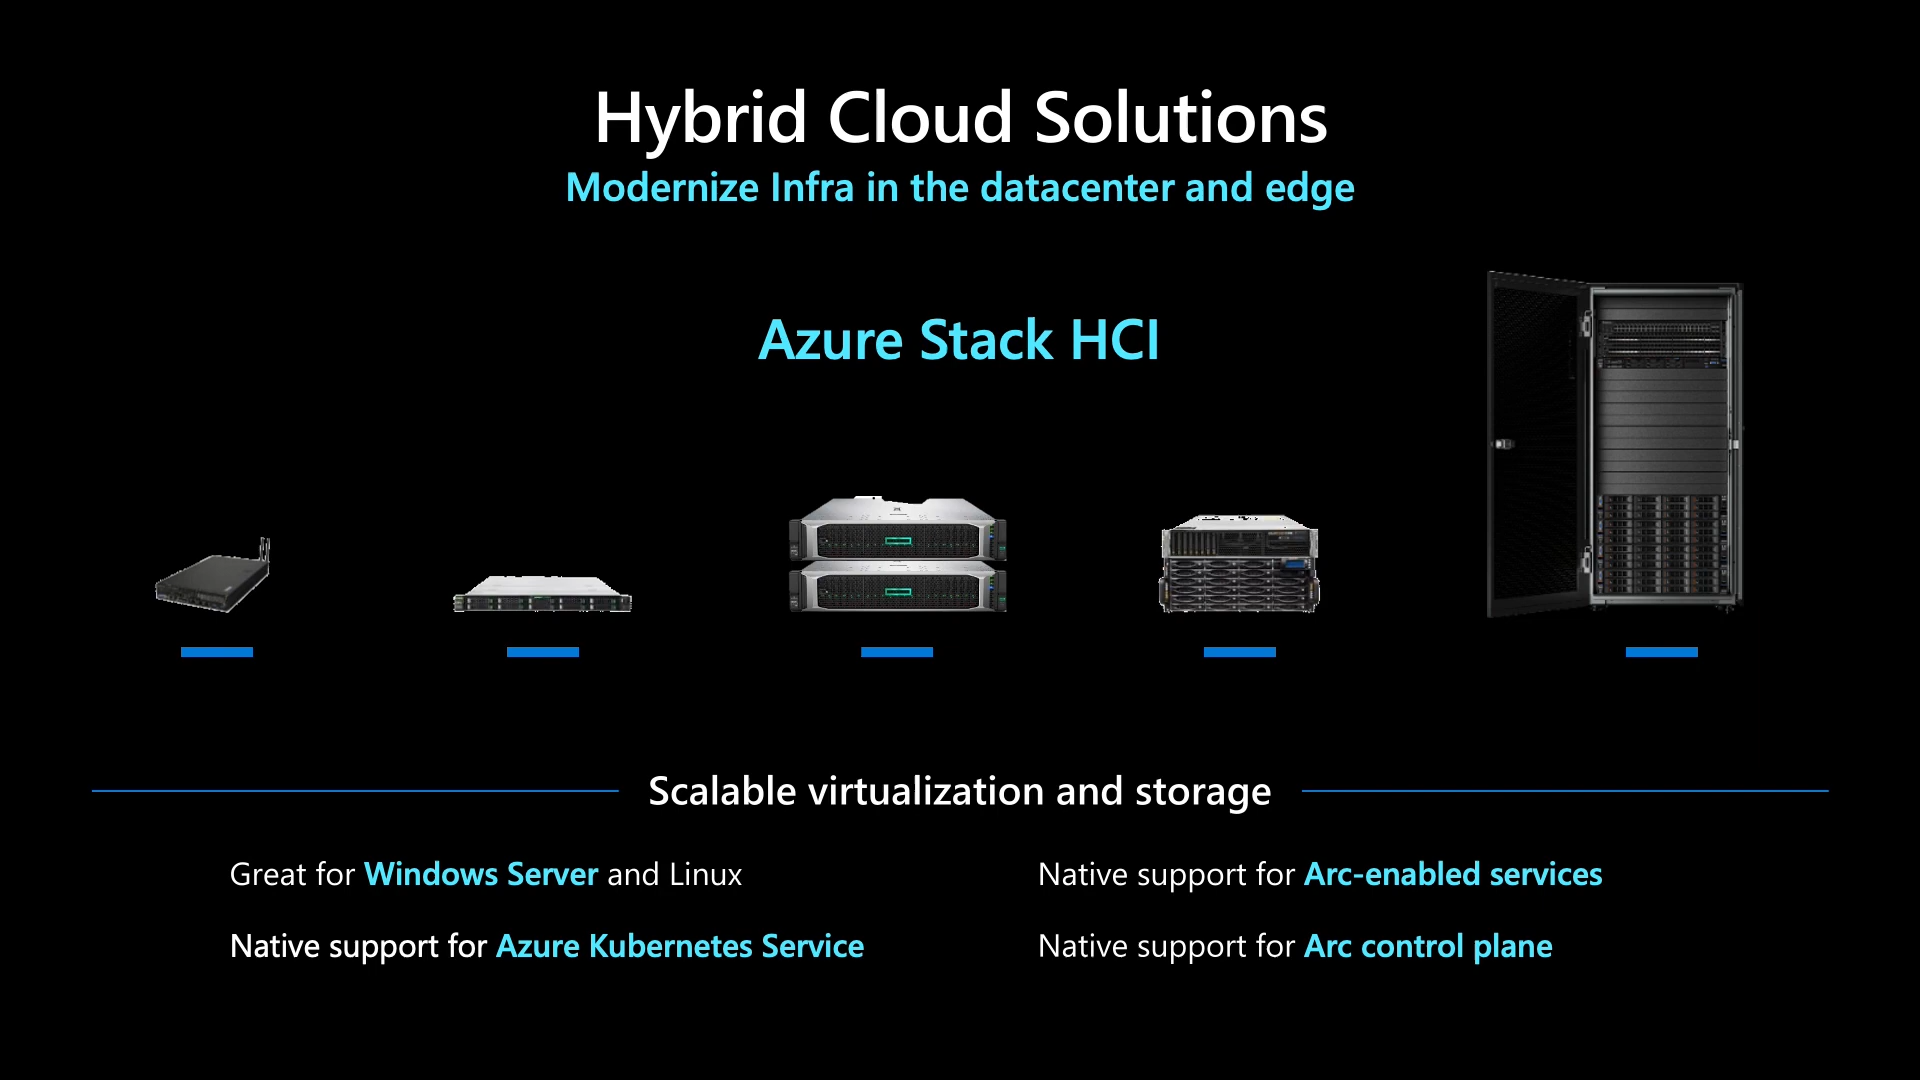 Hybrid Cloud Solutions
Modernize Infra in the datacenter and edge
Azure Stack HCI
Scalable virtualization and storage
Great for Windows Server and Linux
Native support for Azure Kubernetes Service
Native support for Arc-enabled services
Native support for Arc control plane